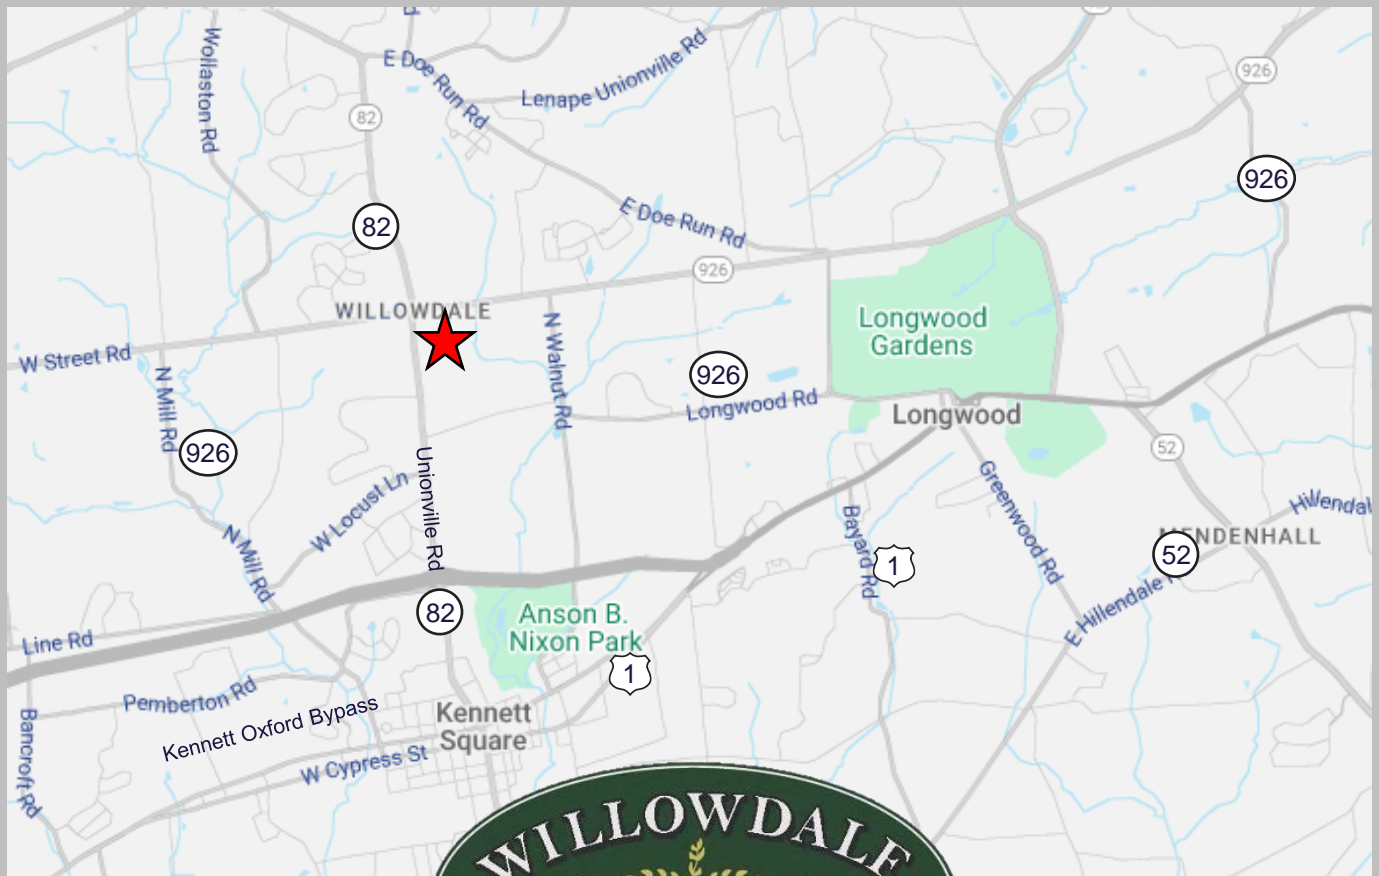 Wollaston Rd
E Doe Run Rd
Lenape Unionville Rd
926
82
926
82
E Doe Run Rd
926
WILLOWDALE
Longwood
Gardens
W Street Rd
N Mill Rd
N Walnut Rd
926
Longwood Rd
Longwood
926
52
Unionville Rd
W Locust Ln
Greenwood Rd
Hillendal
MENDENHALL
N Mill Rd
Bayard Rd
1
52
E Hillendale
82
Anson B.
Nixon Park
Line Rd
1
Pemberton Rd
Kennett Oxford Bypass
Kennett
Square
Bancroft Rd
W Cypress St
WILLOWDALE